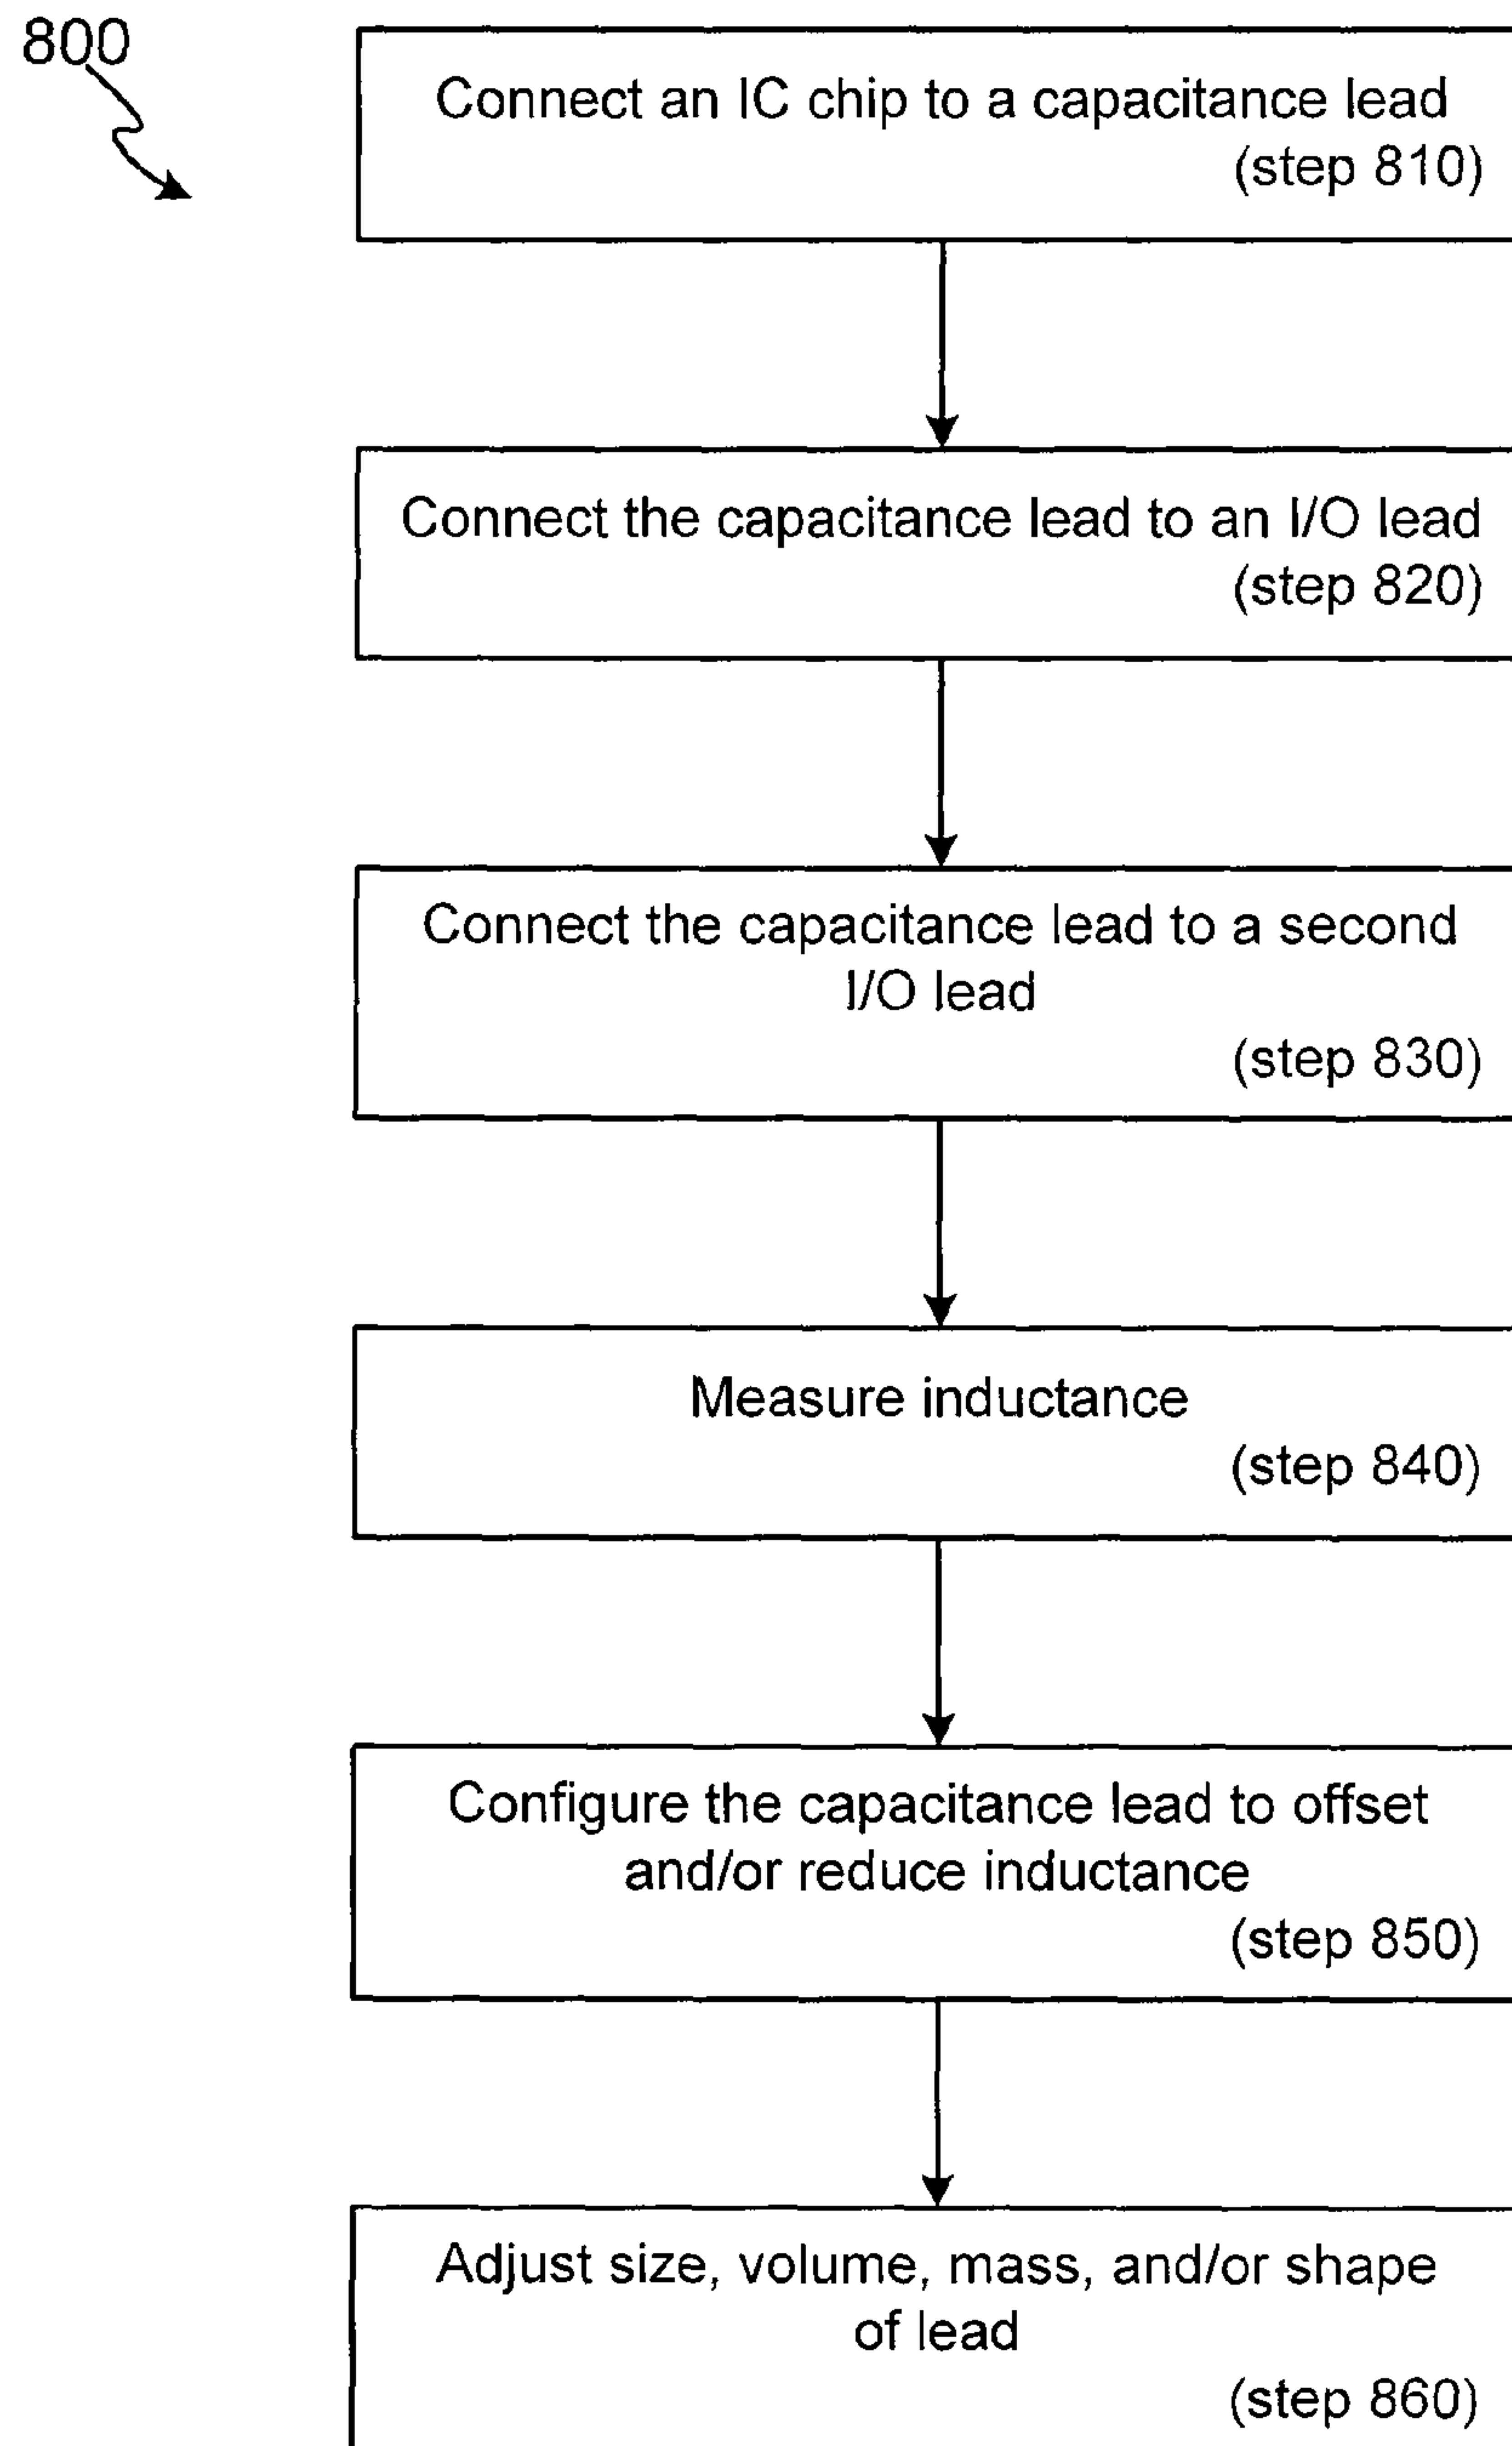 800
Connect an IC chip to a capacitance lead
(step 810)
Connect the capacitance lead to an I/O lead
(step 820)
Connect the capacitance lead to a second
I/O lead
(step 830)
Measure inductance
(step 840)
Configure the capacitance lead to offset
and/or reduce inductance
(step 850)
Adjust size, volume, mass, and/or shape
of lead
(step 860)